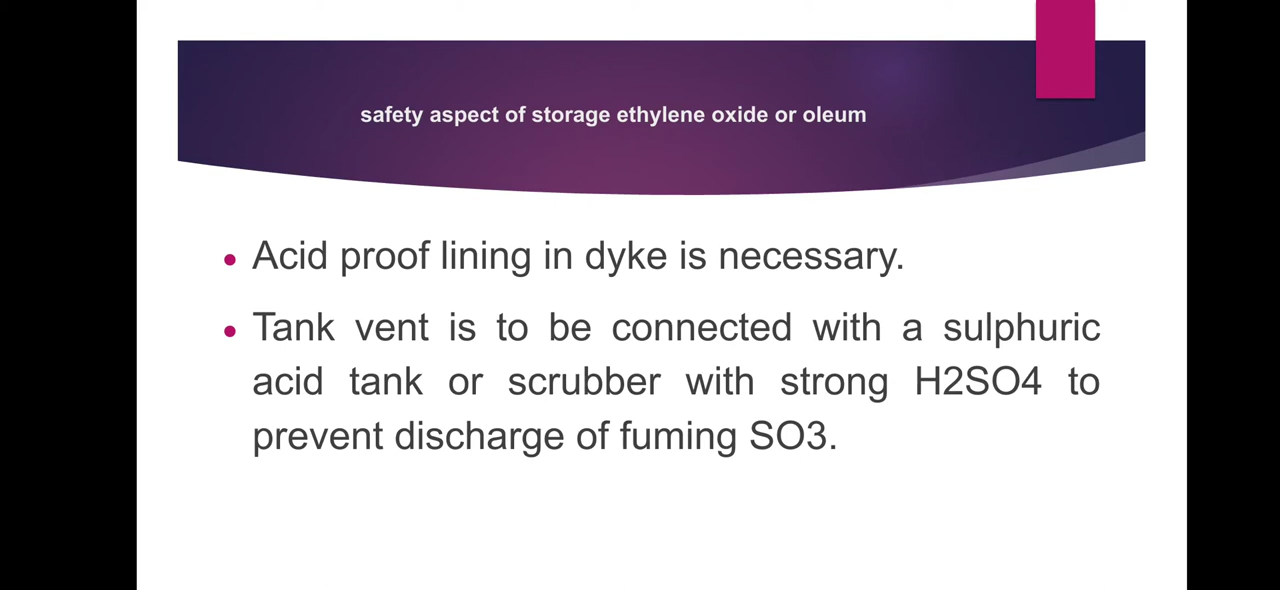 safety aspect of storage ethylene oxide or oleum
• Acid proof lining in dyke is necessary.
• Tank vent is to be connected with a sulphuric
acid tank or scrubber with strong H2SO4 to
prevent discharge of fuming SO3.